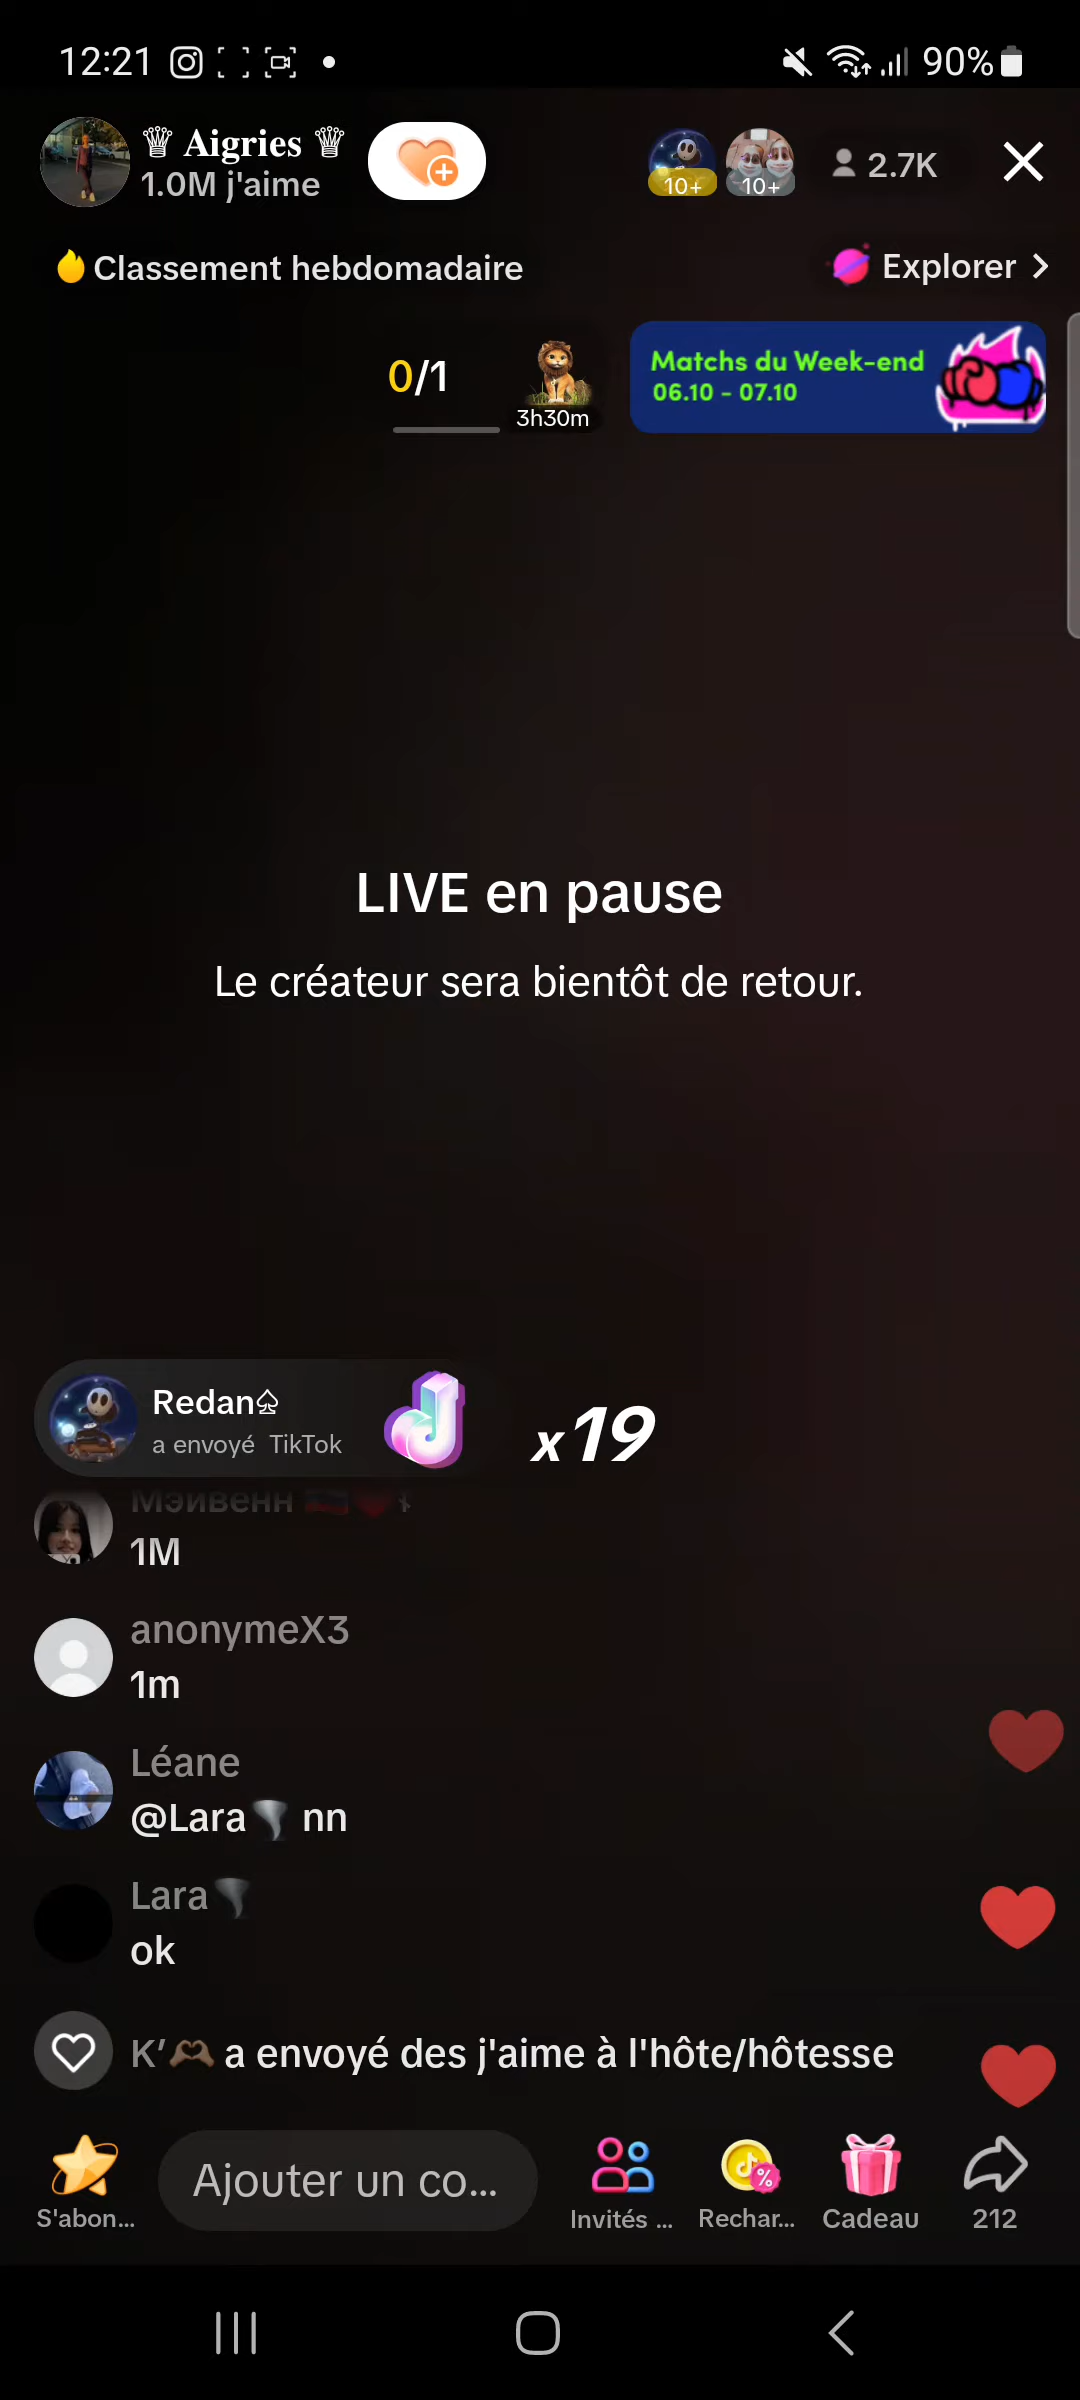 12:21
90%
♕ Aigries ♕
1.0M j'aime
10+
10+
2.7K
Classement hebdomadaire
Explorer
0/1
3h30m
Matchs du Week-end
06.10 - 07.10
LIVE en pause
Le créateur sera bientôt de retour.
Redan♤
a envoyé TikTok
x19
Мэйвенн
1M
anonymeX3
1m
Léane
@Lara🌪️ nn
Lara🌪️
ok
K’🫶🏽 a envoyé des j'aime à l'hôte/hôtesse
Ajouter un co...
S'abon...
Invités ...
Rechar...
Cadeau
212